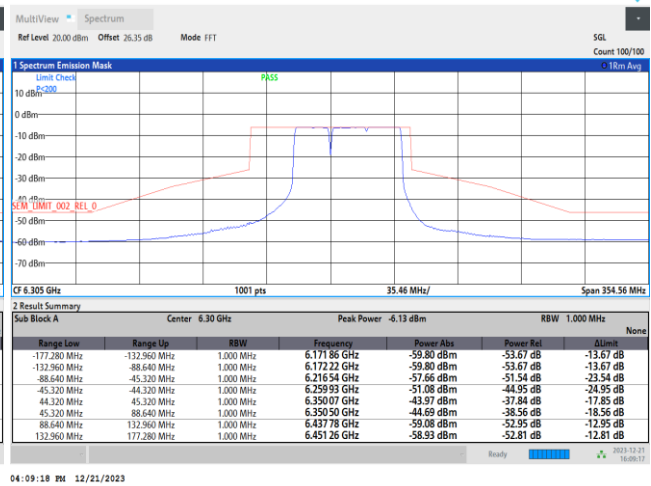 MultiView Spectrum
Ref Level 20.00 dBm Offset 26.35 dB Mode FFT SGL
Count 100/100
1 Spectrum Emission Mask 1Rm Avg
Limit Check PASS
P<200
10 dBm
0 dBm
-10 dBm
-20 dBm
-30 dBm
-40 dBm
SEM_LIMIT_002_REL_0
-50 dBm
-60 dBm
-70 dBm
CF 6.305 GHz 1001 pts 35.46 MHz/ Span 354.56 MHz
2 Result Summary
Sub Block A Center 6.30 GHz Peak Power -6.13 dBm RBW 1.000 MHz
None
Range Low Range Up RBW Frequency Power Abs Power Rel ΔLimit
-177.280 MHz -132.960 MHz 1.000 MHz 6.171 86 GHz -59.80 dBm -53.67 dB -13.67 dB
-132.960 MHz -88.640 MHz 1.000 MHz 6.172 22 GHz -59.80 dBm -53.67 dB -13.67 dB
-88.640 MHz -45.320 MHz 1.000 MHz 6.216 54 GHz -57.66 dBm -51.54 dB -23.54 dB
-45.320 MHz -44.320 MHz 1.000 MHz 6.259 93 GHz -51.08 dBm -44.95 dB -24.95 dB
44.320 MHz 45.320 MHz 1.000 MHz 6.350 07 GHz -43.97 dBm -37.84 dB -17.85 dB
45.320 MHz 88.640 MHz 1.000 MHz 6.350 50 GHz -44.69 dBm -38.56 dB -18.56 dB
88.640 MHz 132.960 MHz 1.000 MHz 6.437 78 GHz -59.08 dBm -52.95 dB -12.95 dB
132.960 MHz 177.280 MHz 1.000 MHz 6.451 26 GHz -58.93 dBm -52.81 dB -12.81 dB
Ready 2023-12-21
16:09:17
04:09:18 PM 12/21/2023